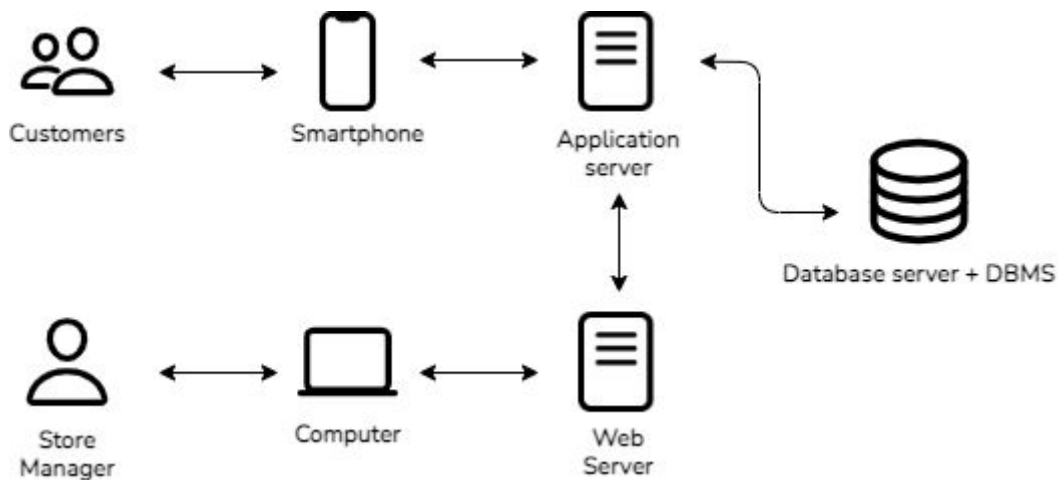 Customers
Smartphone
Application
server
Database server + DBMS
Store
Manager
Computer
Web
Server